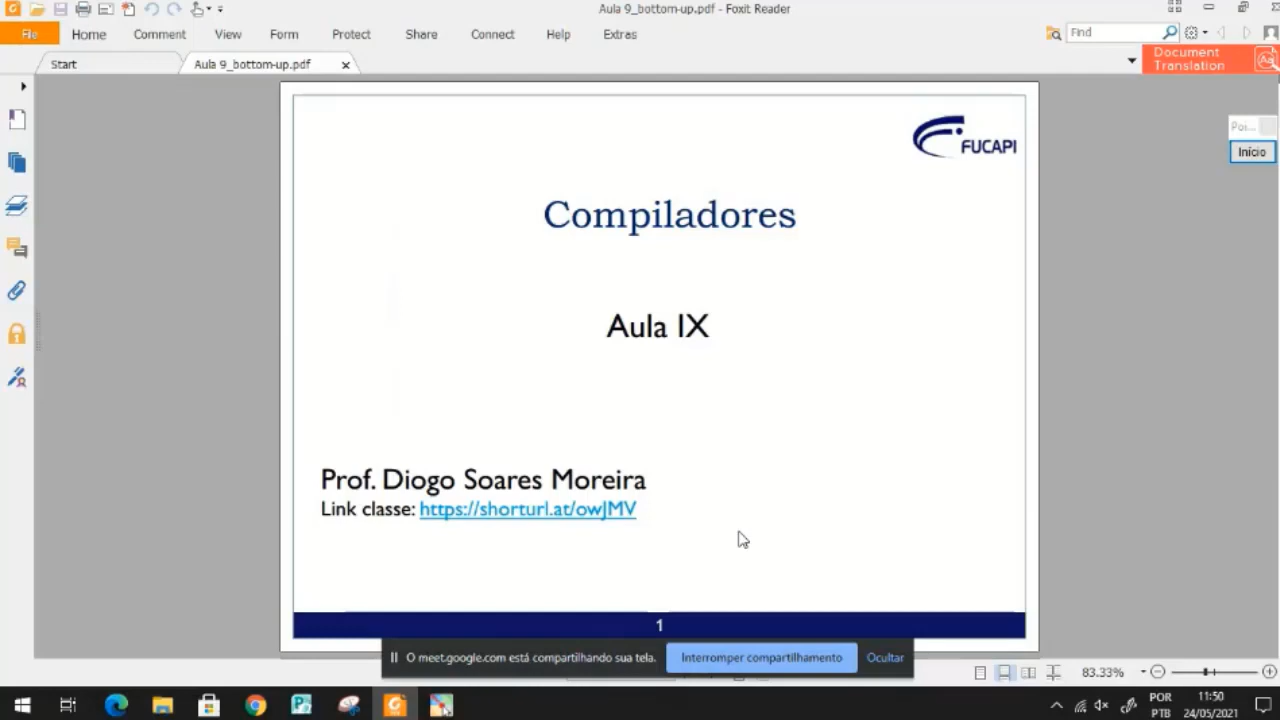 Aula 9_bottom-up.pdf - Foxit Reader
File Home Comment View Form Protect Share Connect Help Extras
Find
Document
Translation
Start
Aula 9_bottom-up.pdf
Poi...
Início
FUCAPI
Compiladores
Aula IX
Prof. Diogo Soares Moreira
Link classe: https://shorturl.at/owJMV
1
O meet.google.com está compartilhando sua tela. Interromper compartilhamento Ocultar
83.33%
POR 11:50
PTB 24/05/2021